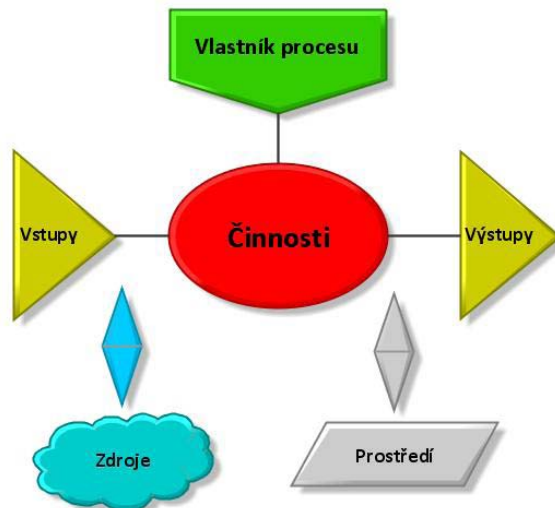 Vlastník procesu
Vstupy
Činnosti
Výstupy
Zdroje
Prostředí